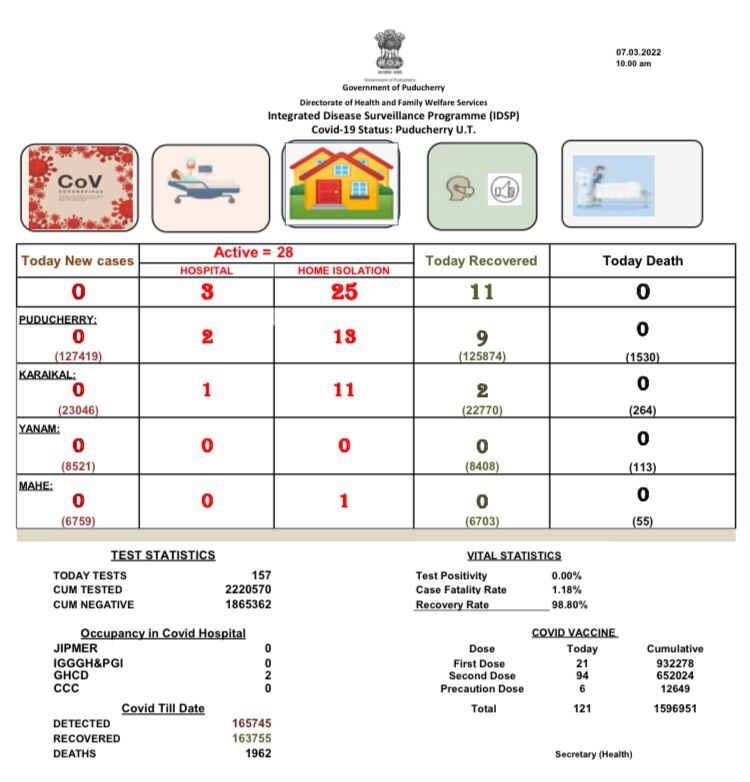 07.03.2022
10.00 am
Government of Puducherry
Government of Puducherry
Directorate of Health and Family Welfare Services
Integrated Disease Surveillance Programme (IDSP)
Covid-19 Status: Puducherry U.T.
CoV
CORONAVIRUS
Today New cases
Active = 28
HOSPITAL
HOME ISOLATION
Today Recovered
Today Death
0 3 25 11 0
PUDUCHERRY:
0 2 13 9 0
(127419) (125874) (1530)
KARAIKAL:
0 1 11 2 0
(23046) (22770) (264)
YANAM:
0 0 0 0 0
(8521) (8408) (113)
MAHE:
0 0 1 0 0
(6759) (6703) (55)
TEST STATISTICS
TODAY TESTS 157
CUM TESTED 2220570
CUM NEGATIVE 1865362
VITAL STATISTICS
Test Positivity 0.00%
Case Fatality Rate 1.18%
Recovery Rate 98.80%
Occupancy in Covid Hospital
JIPMER 0
IGGGH&PGI 0
GHCD 2
CCC 0
COVID VACCINE
Dose Today Cumulative
First Dose 21 932278
Second Dose 94 652024
Precaution Dose 6 12649
Total 121 1596951
Covid Till Date
DETECTED 165745
RECOVERED 163755
DEATHS 1962
Secretary (Health)